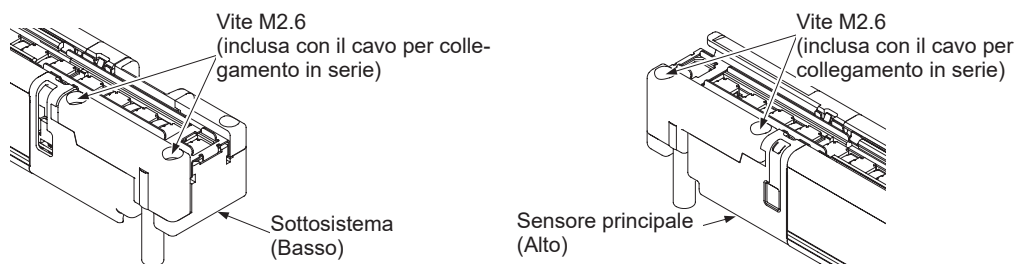 Vite M2.6
(inclusa con il cavo per colle-
gamento in serie)
Sottosistema
(Basso)
Vite M2.6
(inclusa con il cavo per
collegamento in serie)
Sensore principale
(Alto)